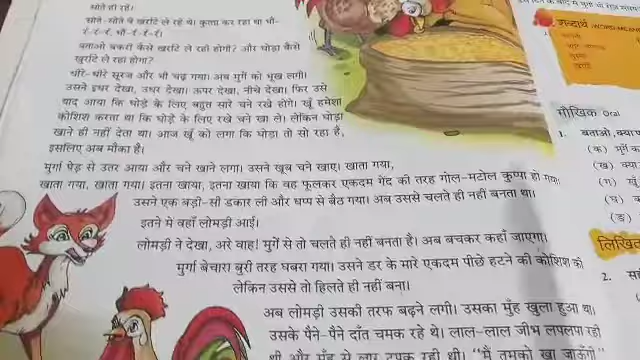 सोते ही रहें।
सोते-सोते वे खर्राटे ले रहे थे। कुत्ता कर रहा था भौं-
र्र-र्र-र्र, भौं-र्र-र्र-र्र।
बताओ बकरी कैसे खर्राटे ले रही होगी? और घोड़ा कैसे
खर्राटे ले रहा होगा?
धीरे-धीरे सूरज और भी चढ़ गया। अब मुर्गे को भूख लगी।
उसने इधर देखा, उधर देखा। ऊपर देखा, नीचे देखा। फिर उसे
याद आया कि घोड़े के लिए बहुत सारे चने रखे होंगे। खूँ हमेशा
कोशिश करता था कि घोड़े के लिए रखे चने खा ले। लेकिन घोड़ा
खाने ही नहीं देता था। आज खूँ को लगा कि घोड़ा तो सो रहा है,
इसलिए अब मौका है।
मुर्गा पेड़ से उतर आया और चने खाने लगा। उसने खूब चने खाए। खाता गया,
खाता गया, खाता गया। इतना खाया, इतना खाया कि वह फूलकर एकदम गेंद की तरह गोल-मटोल कुप्पा हो गया।
उसने एक बड़ी-सी डकार ली और धप्प से बैठ गया। अब उससे चलते ही नहीं बनता था।
इतने में वहाँ लोमड़ी आई।
लोमड़ी ने देखा, अरे वाह! मुर्गे से तो चलते ही नहीं बनता है। अब बचकर कहाँ जाएगा।
मुर्गा बेचारा बुरी तरह घबरा गया। उसने डर के मारे एकदम पीछे हटने की कोशिश की
लेकिन उससे तो हिलते ही नहीं बना।
अब लोमड़ी उसकी तरफ बढ़ने लगी। उसका मुँह खुला हुआ था।
उसके पैने-पैने दाँत चमक रहे थे। लाल-लाल जीभ लपलपा रही
थी और मुँह से लार टपक रही थी। "मैं तुमको खा जाऊँगी"
शब्दार्थ
मौखिक Oral
1. बताओ, क्या
(क) मुर्गे क
(ख) क्या
(ग) खूँ
(घ) क
(ङ)
लिखित
2. स